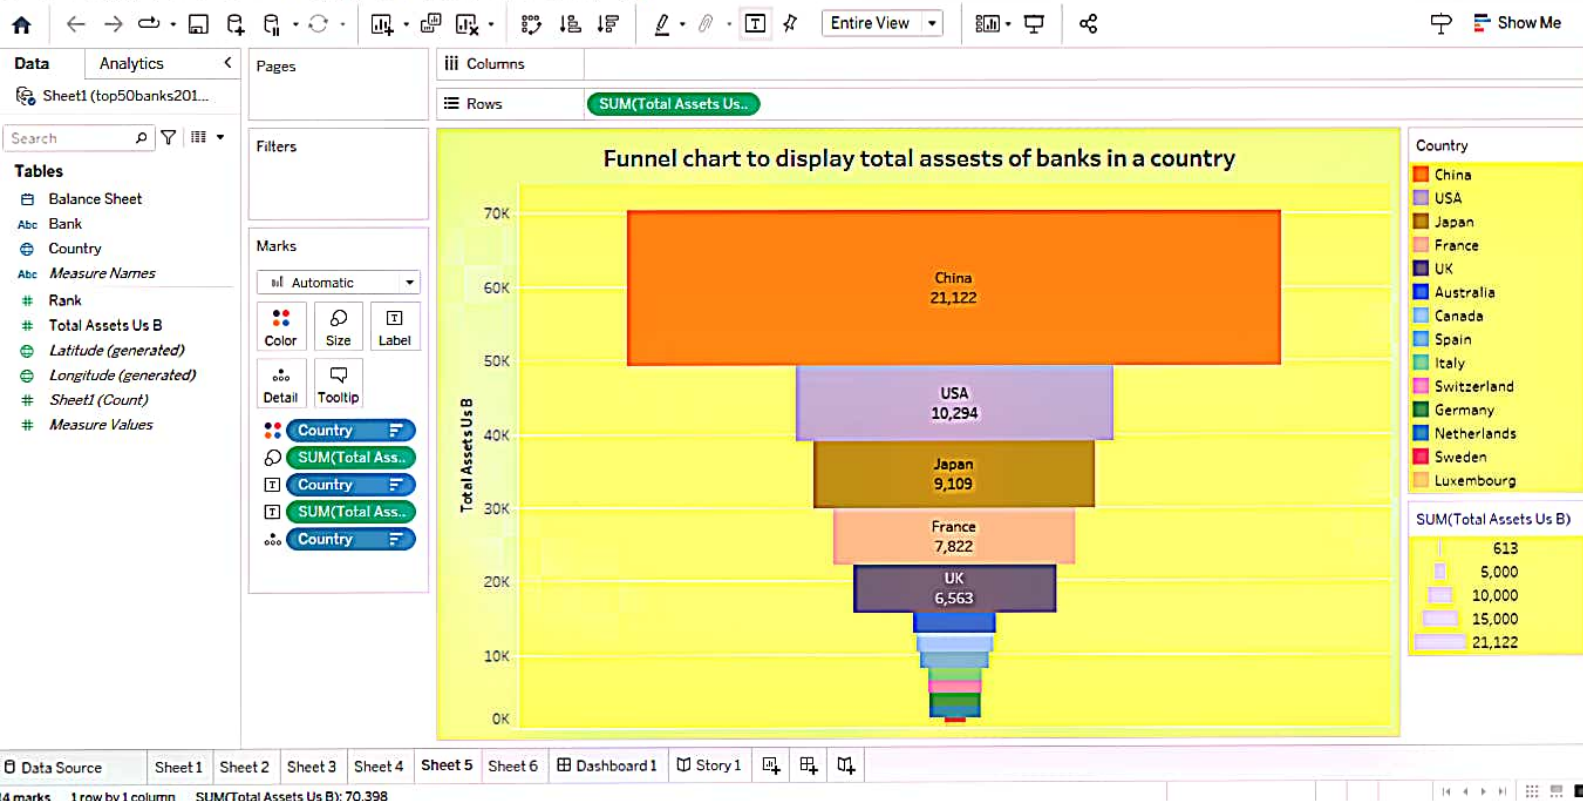 Entire View
Show Me
Data
Analytics
Sheet1 (top50banks201...
Search
Tables
Balance Sheet
Abc Bank
Country
Abc Measure Names
Rank
Total Assets Us B
Latitude (generated)
Longitude (generated)
Sheet1 (Count)
Measure Values
Pages
Filters
Marks
Automatic
Color
Size
Label
Detail
Tooltip
Country
SUM(Total Ass..
Country
SUM(Total Ass..
Country
Columns
Rows
SUM(Total Assets Us..
Funnel chart to display total assests of banks in a country
Total Assets Us B
70K
60K
50K
40K
30K
20K
10K
0K
China
21,122
USA
10,294
Japan
9,109
France
7,822
UK
6,563
Country
China
USA
Japan
France
UK
Australia
Canada
Spain
Italy
Switzerland
Germany
Netherlands
Sweden
Luxembourg
SUM(Total Assets Us B)
613
5,000
10,000
15,000
21,122
Data Source
Sheet 1
Sheet 2
Sheet 3
Sheet 4
Sheet 5
Sheet 6
Dashboard 1
Story 1
marks 1 row by 1 column SUM(Total Assets Us B): 70,398